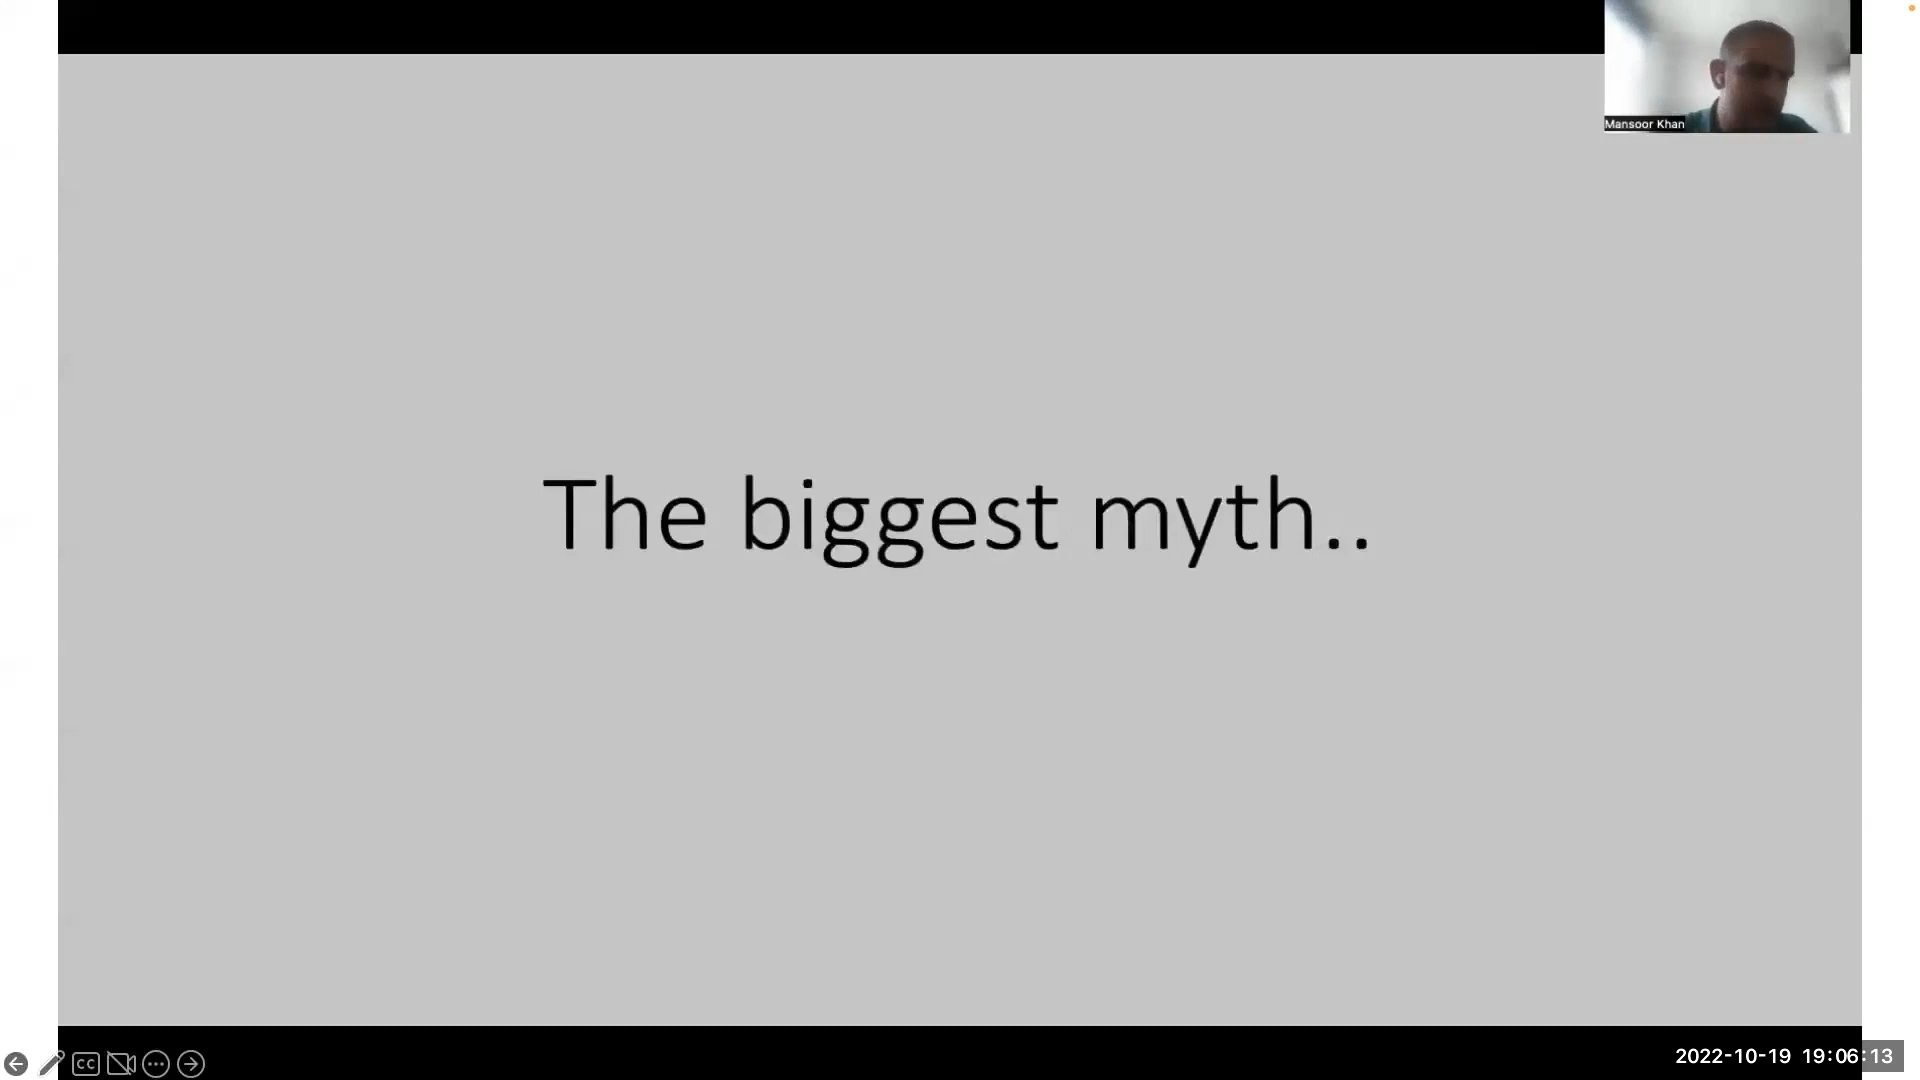 Mansoor Khan
The biggest myth..
CC
2022-10-19 19:06:13